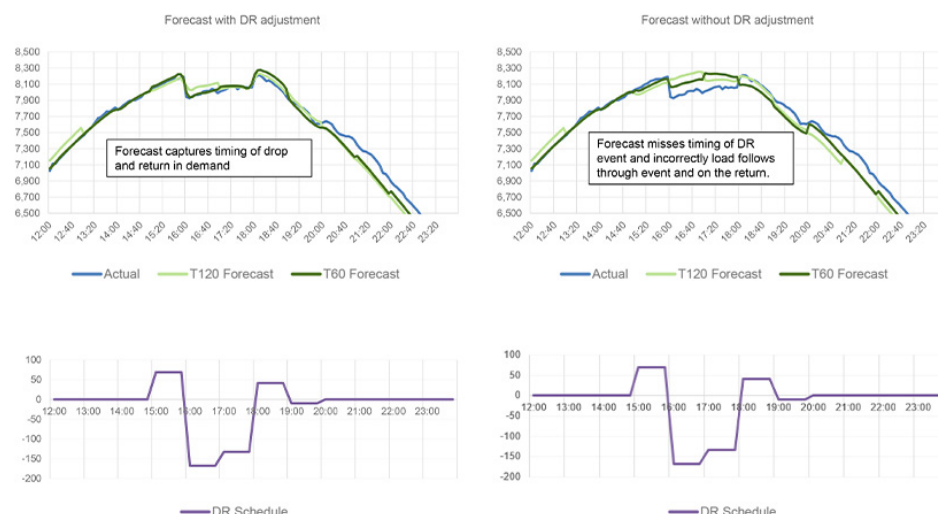 Forecast with DR adjustment
8,500
8,300
8,100
7,900
7,700
7,500
7,300
7,100
6,900
6,700
6,500
Forecast captures timing of drop
and return in demand
12:00 12:40 13:20 14:00 14:40 15:20 16:00 16:40 17:20 18:00 18:40 19:20 20:00 20:40 21:20 22:00 22:40 23:20
Actual T120 Forecast T60 Forecast
Forecast without DR adjustment
8,500
8,300
8,100
7,900
7,700
7,500
7,300
7,100
6,900
6,700
6,500
Forecast misses timing of DR
event and incorrectly load follows
through event and on the return.
12:00 12:40 13:20 14:00 14:40 15:20 16:00 16:40 17:20 18:00 18:40 19:20 20:00 20:40 21:20 22:00 22:40 23:20
Actual T120 Forecast T60 Forecast
100
50
0
12:00 13:00 14:00 15:00 16:00 17:00 18:00 19:00 20:00 21:00 22:00 23:00
-50
-100
-150
-200
DR Schedule
100
50
0
12:00 13:00 14:00 15:00 16:00 17:00 18:00 19:00 20:00 21:00 22:00 23:00
-50
-100
-150
-200
DR Schedule